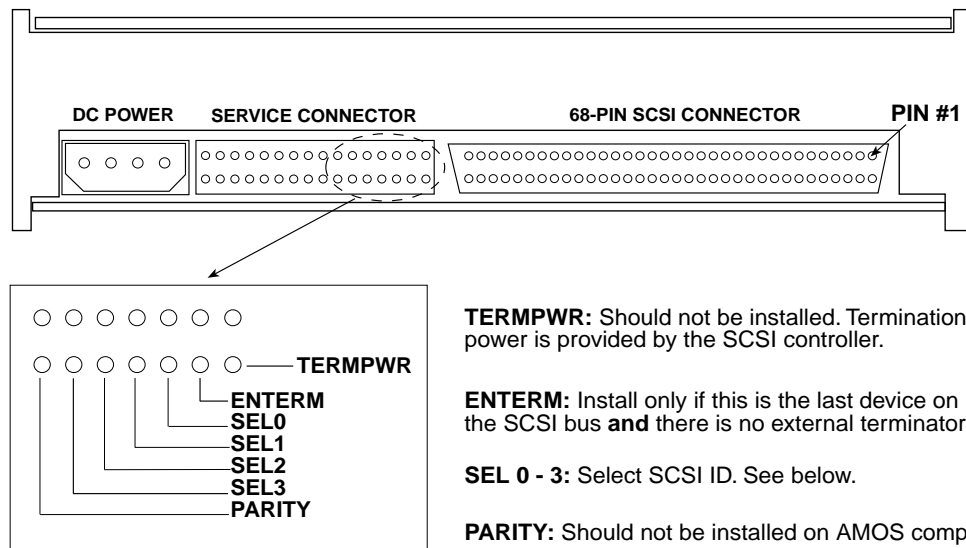 DC POWER
SERVICE CONNECTOR
68-PIN SCSI CONNECTOR
PIN #1
TERMPWR
ENTERM
SEL0
SEL1
SEL2
SEL3
PARITY
TERMPWR: Should not be installed. Termination
power is provided by the SCSI controller.
ENTERM: Install only if this is the last device on
the SCSI bus and there is no external terminator
SEL 0 - 3: Select SCSI ID. See below.
PARITY: Should not be installed on AMOS comp